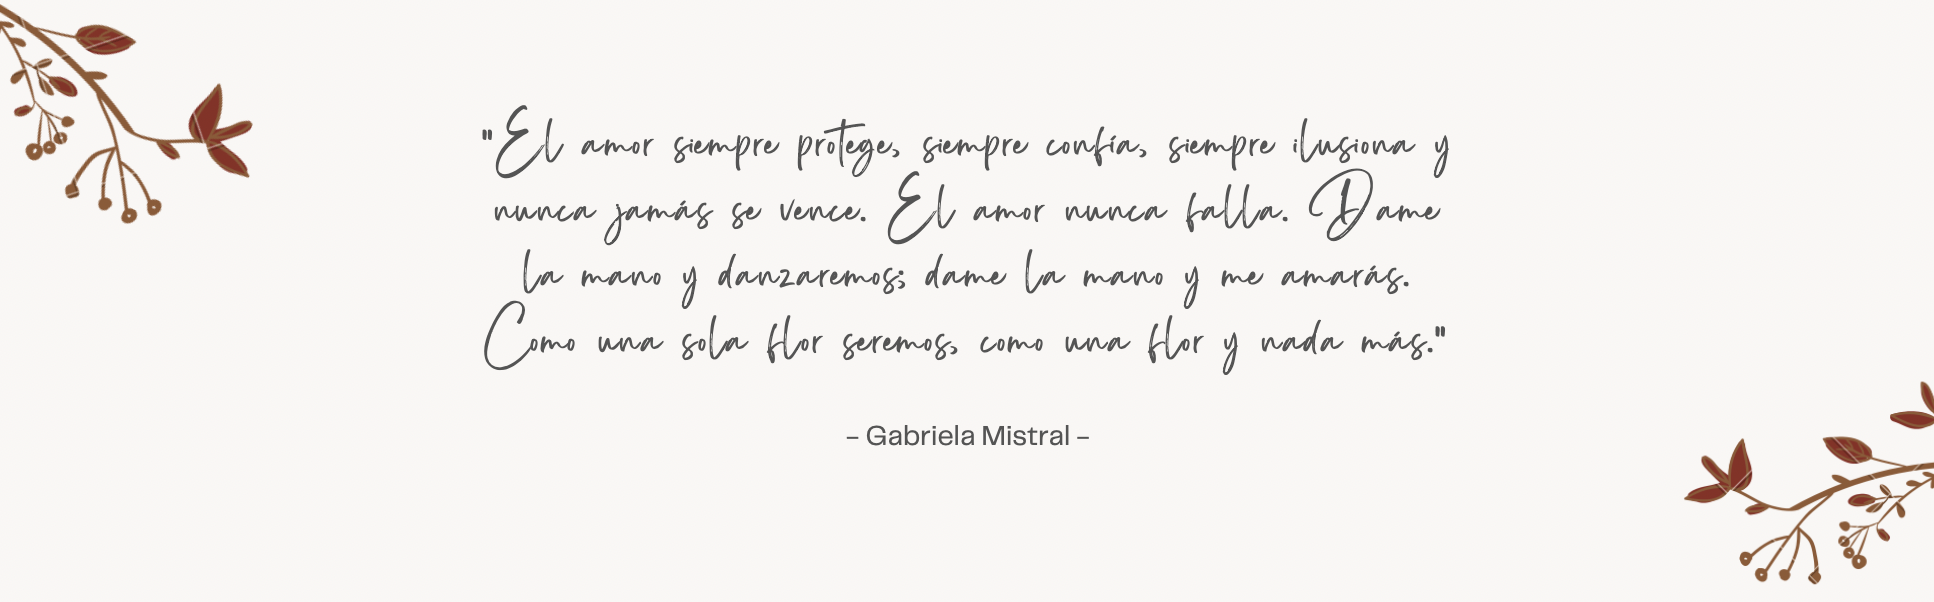 "El amor siempre protege, siempre confía, siempre ilusiona y
nunca jamás se vence. El amor nunca falla. Dame
la mano y danzaremos; dame la mano y me amarás.
Como una sola flor seremos, como una flor y nada más."
- Gabriela Mistral -